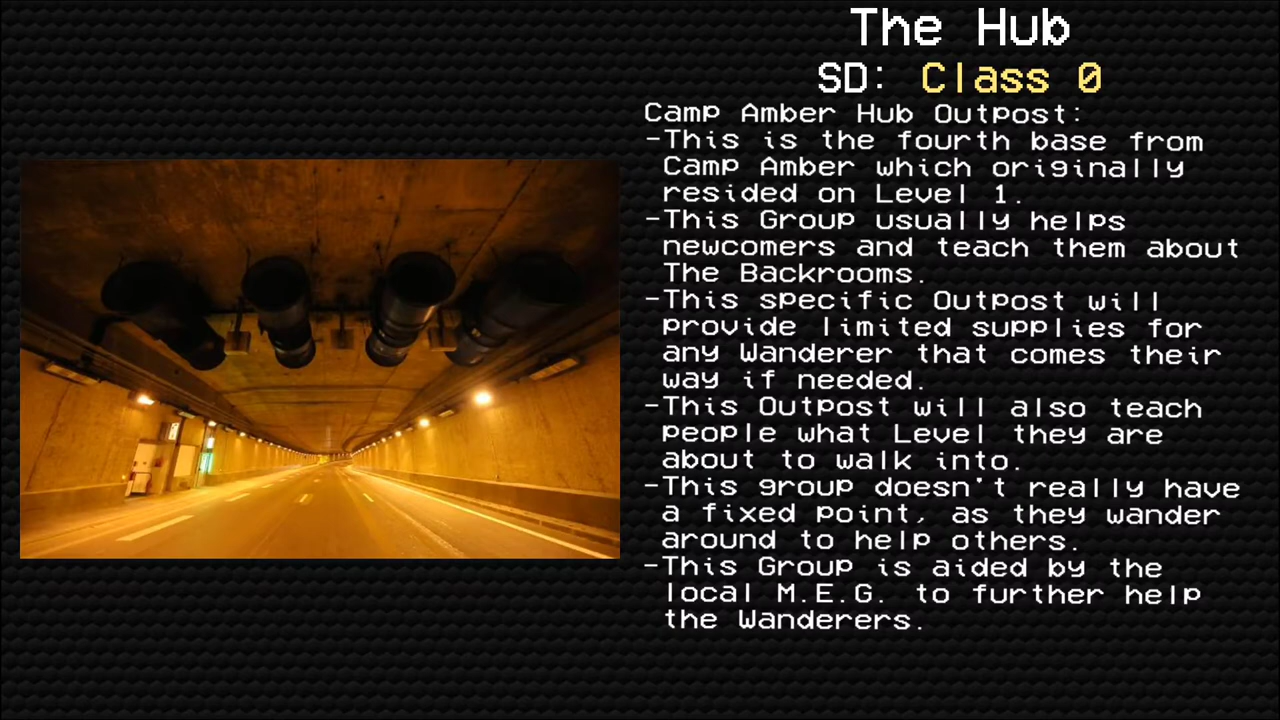 The Hub
SD: Class 0
Camp Amber Hub Outpost:
-This is the fourth base from
Camp Amber which originally
resided on Level 1.
-This Group usually helps
newcomers and teach them about
The Backrooms.
-This specific Outpost will
provide limited supplies for
any Wanderer that comes their
way if needed.
-This Outpost will also teach
people what Level they are
about to walk into.
-This group doesn't really have
a fixed point, as they wander
around to help others.
-This Group is aided by the
local M.E.G. to further help
the Wanderers.